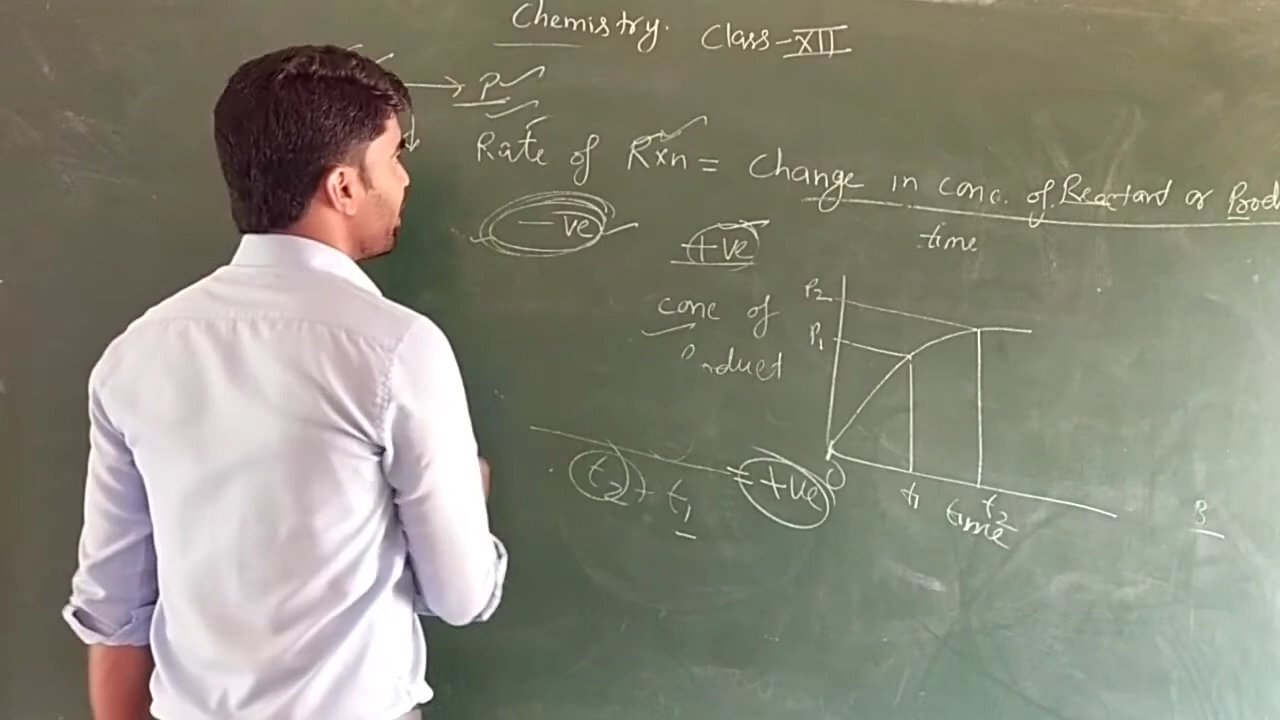 Chemistry. Class-XII
→ P
Rate of Rxn = Change in conc. of Reactant or Prod
time
-ve
+ve
conc of
Product
P2
P1
O
t1
t2
time
t2 - t1 = +ve